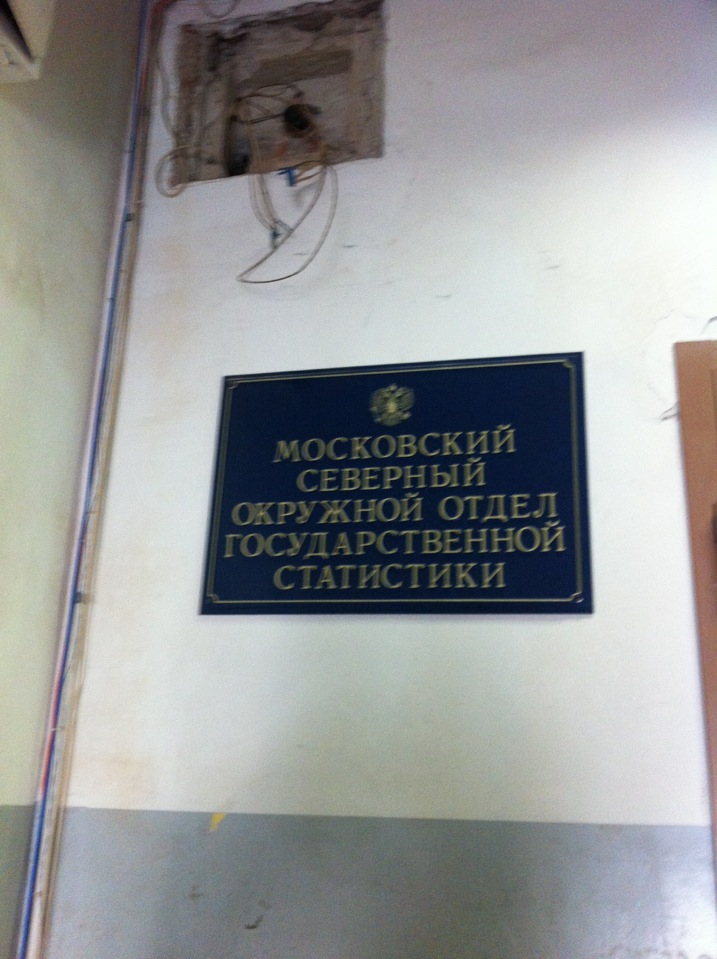 МОСКОВСКИЙ
СЕВЕРНЫЙ
ОКРУЖНОЙ ОТДЕЛ
ГОСУДАРСТВЕННОЙ
СТАТИСТИКИ